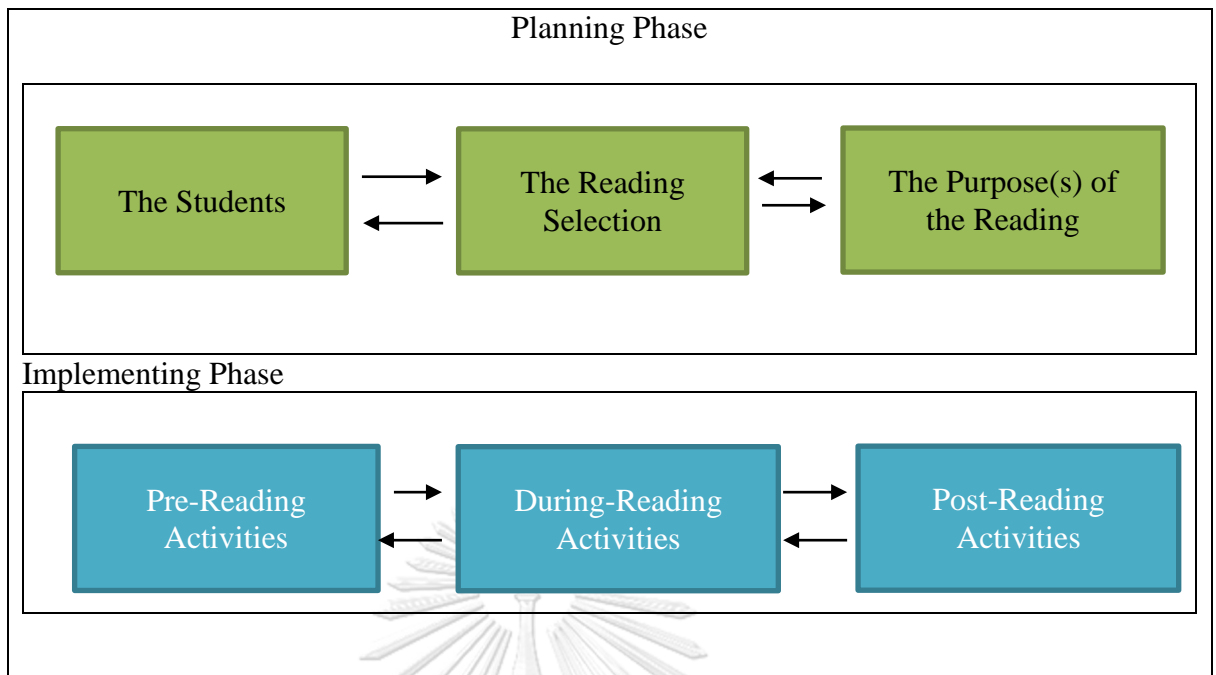 Planning Phase
The Students
The Reading
Selection
The Purpose(s) of
the Reading
Implementing Phase
Pre-Reading
Activities
During-Reading
Activities
Post-Reading
Activities